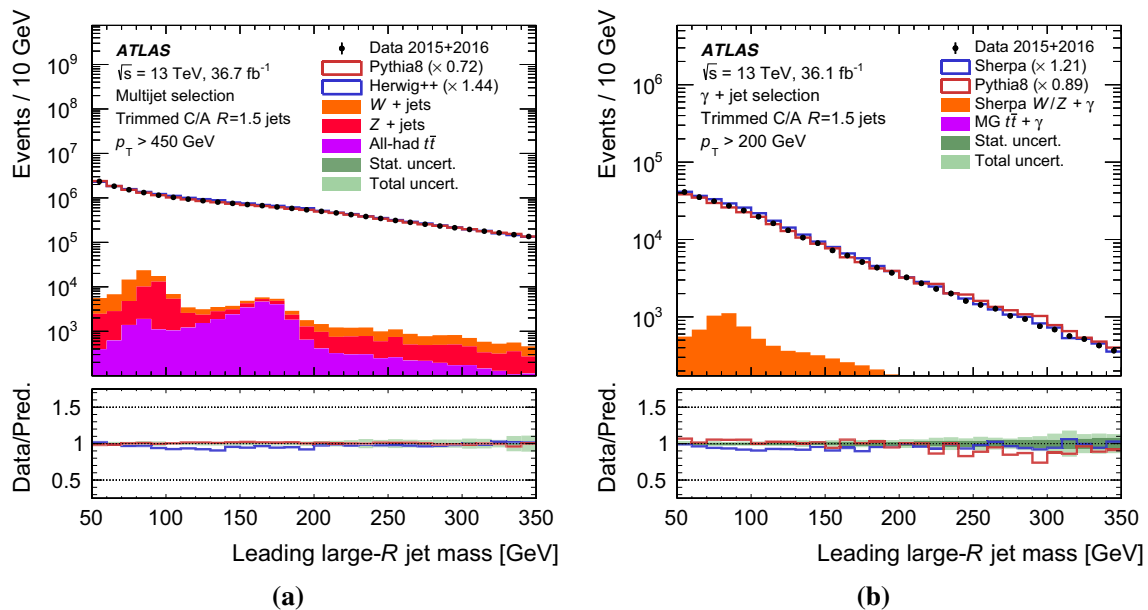 Events / 10 GeV
10⁹
10⁸
10⁷
10⁶
10⁵
10⁴
10³
ATLAS
√s = 13 TeV, 36.7 fb⁻¹
Multijet selection
Trimmed C/A R=1.5 jets
p_T > 450 GeV
Data 2015+2016
Pythia8 (× 0.72)
Herwig++ (× 1.44)
W + jets
Z + jets
All-had tt̄
Stat. uncert.
Total uncert.
Data/Pred.
1.5
1
0.5
50 100 150 200 250 300 350
Leading large-R jet mass [GeV]
(a)
Events / 10 GeV
10⁶
10⁵
10⁴
10³
ATLAS
√s = 13 TeV, 36.1 fb⁻¹
γ + jet selection
Trimmed C/A R=1.5 jets
p_T > 200 GeV
Data 2015+2016
Sherpa (× 1.21)
Pythia8 (× 0.89)
Sherpa W/Z + γ
MG tt̄ + γ
Stat. uncert.
Total uncert.
Data/Pred.
1.5
1
0.5
50 100 150 200 250 300 350
Leading large-R jet mass [GeV]
(b)